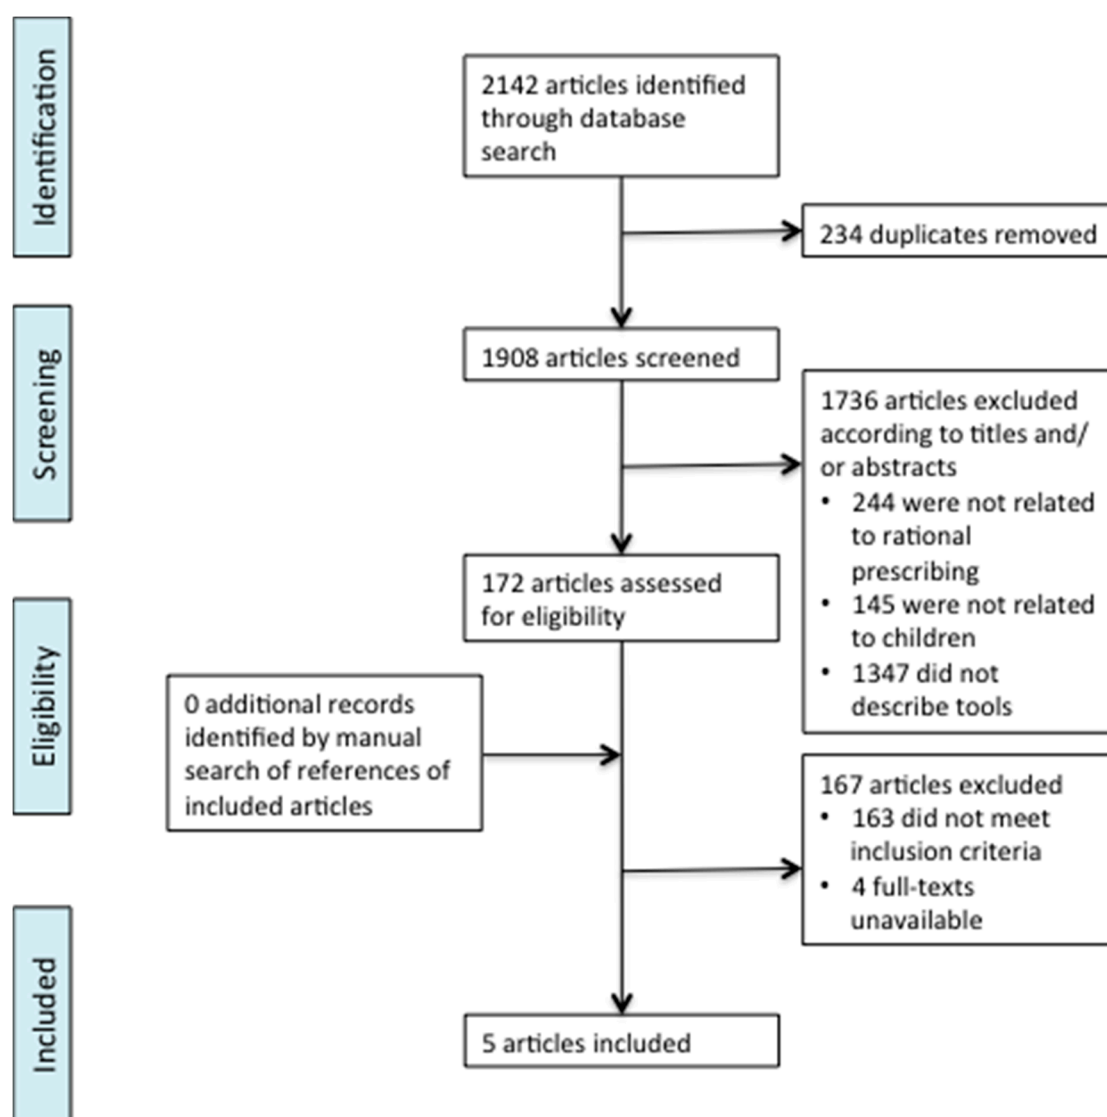 Identification
2142 articles identified
through database
search
234 duplicates removed
Screening
1908 articles screened
1736 articles excluded
according to titles and/
or abstracts
• 244 were not related
to rational
prescribing
• 145 were not related
to children
• 1347 did not
describe tools
172 articles assessed
for eligibility
Eligibility
0 additional records
identified by manual
search of references of
included articles
167 articles excluded
• 163 did not meet
inclusion criteria
• 4 full-texts
unavailable
Included
5 articles included